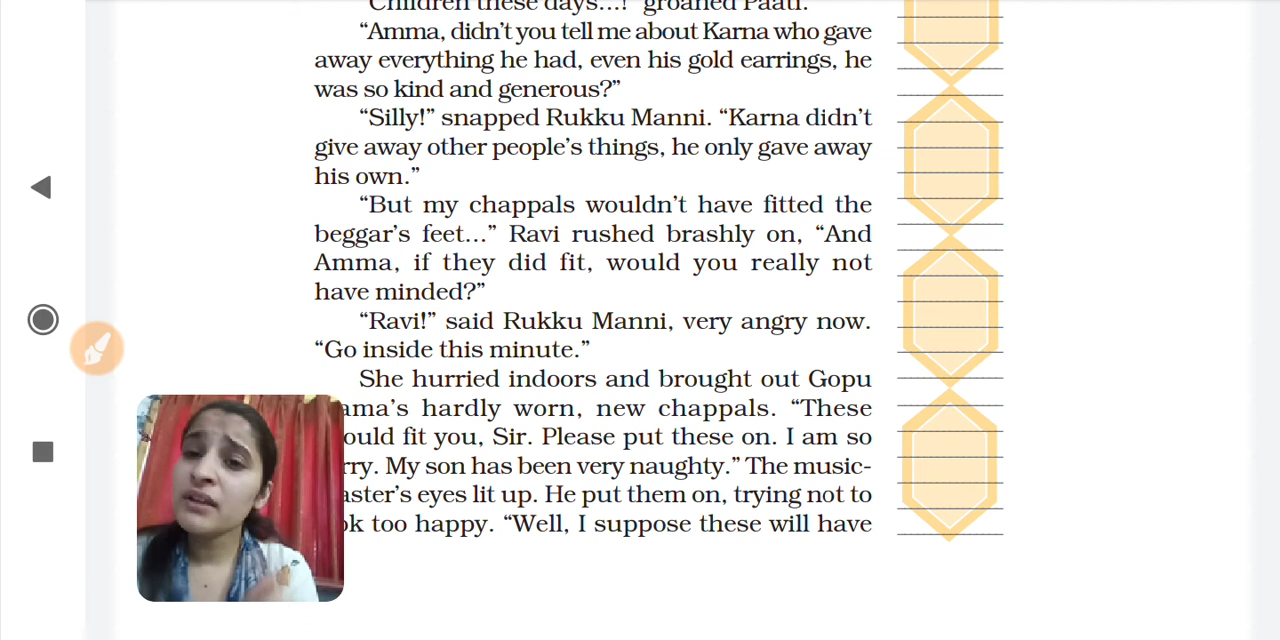 “Children these days...!” groaned Paati.
“Amma, didn’t you tell me about Karna who gave
away everything he had, even his gold earrings, he
was so kind and generous?”
“Silly!” snapped Rukku Manni. “Karna didn’t
give away other people’s things, he only gave away
his own.”
“But my chappals wouldn’t have fitted the
beggar’s feet...” Ravi rushed brashly on, “And
Amma, if they did fit, would you really not
have minded?”
“Ravi!” said Rukku Manni, very angry now.
“Go inside this minute.”
She hurried indoors and brought out Gopu
ama’s hardly worn, new chappals. “These
ould fit you, Sir. Please put these on. I am so
rry. My son has been very naughty.” The music-
aster’s eyes lit up. He put them on, trying not to
ok too happy. “Well, I suppose these will have